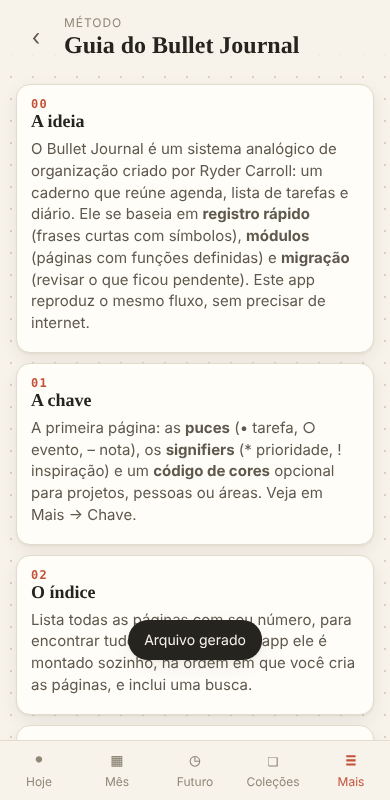 MÉTODO
Guia do Bullet Journal
00
A ideia
O Bullet Journal é um sistema analógico de
organização criado por Ryder Carroll: um
caderno que reúne agenda, lista de tarefas e
diário. Ele se baseia em registro rápido
(frases curtas com símbolos), módulos
(páginas com funções definidas) e migração
(revisar o que ficou pendente). Este app
reproduz o mesmo fluxo, sem precisar de
internet.
01
A chave
A primeira página: as puces (• tarefa, O
evento, – nota), os signifiers (* prioridade, !
inspiração) e um código de cores opcional
para projetos, pessoas ou áreas. Veja em
Mais → Chave.
02
O índice
Lista todas as páginas com seu número, para
encontrar app ele é
Arquivo gerado
montado sozinho, na ordem em que você cria
as páginas, e inclui uma busca.
Hoje
Mês
Futuro
Coleções
Mais